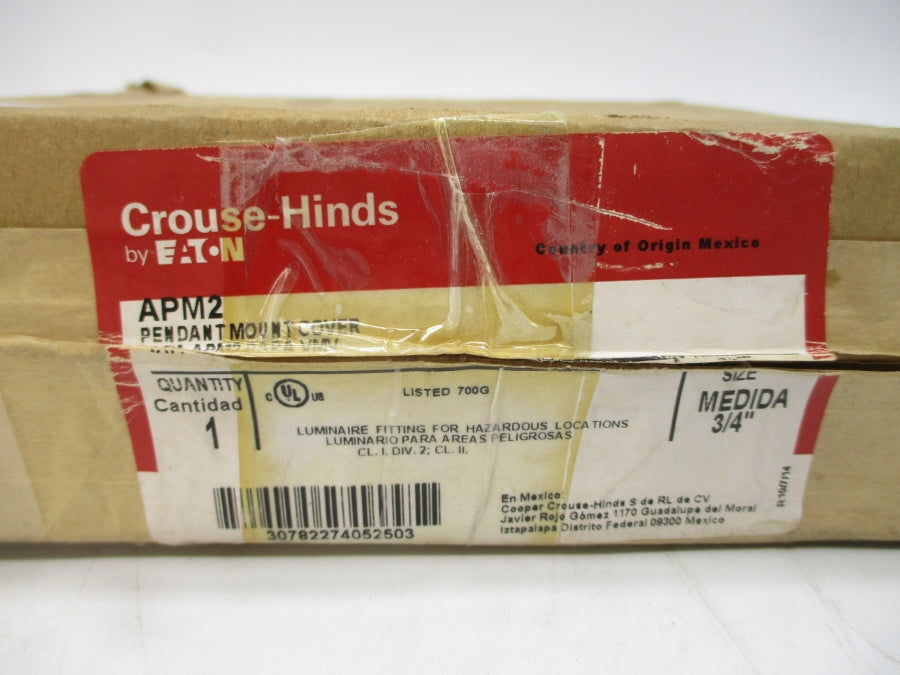 Crouse-Hinds
by EATON
Country of Origin Mexico
APM2
PENDANT MOUNT COVER
QUANTITY
Cantidad
1
C UL US
LISTED 700G
SIZE
MEDIDA
3/4"
LUMINAIRE FITTING FOR HAZARDOUS LOCATIONS
LUMINARIO PARA AREAS PELIGROSAS
CL. I, DIV. 2; CL. II.
30782274052503
En Mexico:
Cooper Crouse-Hinds S de RL de CV
Javier Rojo Gómez 1170 Guadalupe del Moral
Iztapalapa Distrito Federal 09300 Mexico